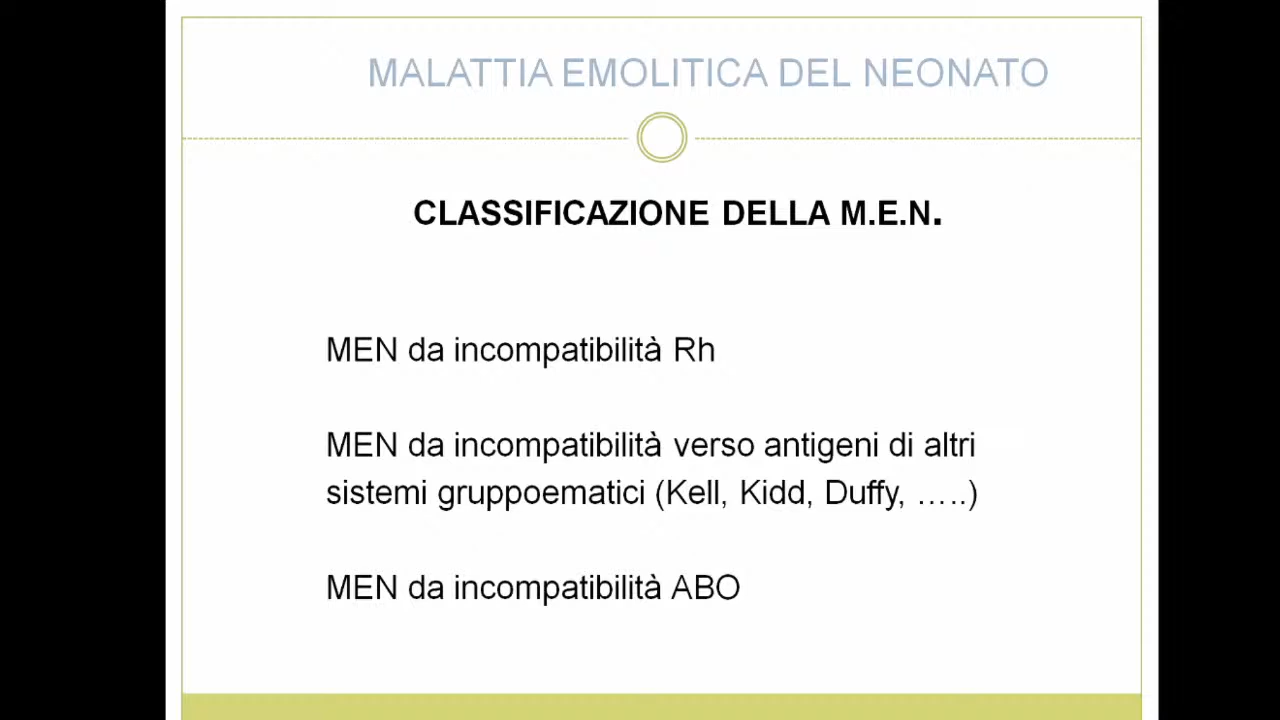 MALATTIA EMOLITICA DEL NEONATO
CLASSIFICAZIONE DELLA M.E.N.
MEN da incompatibilità Rh
MEN da incompatibilità verso antigeni di altri
sistemi gruppoematici (Kell, Kidd, Duffy, …..)
MEN da incompatibilità ABO